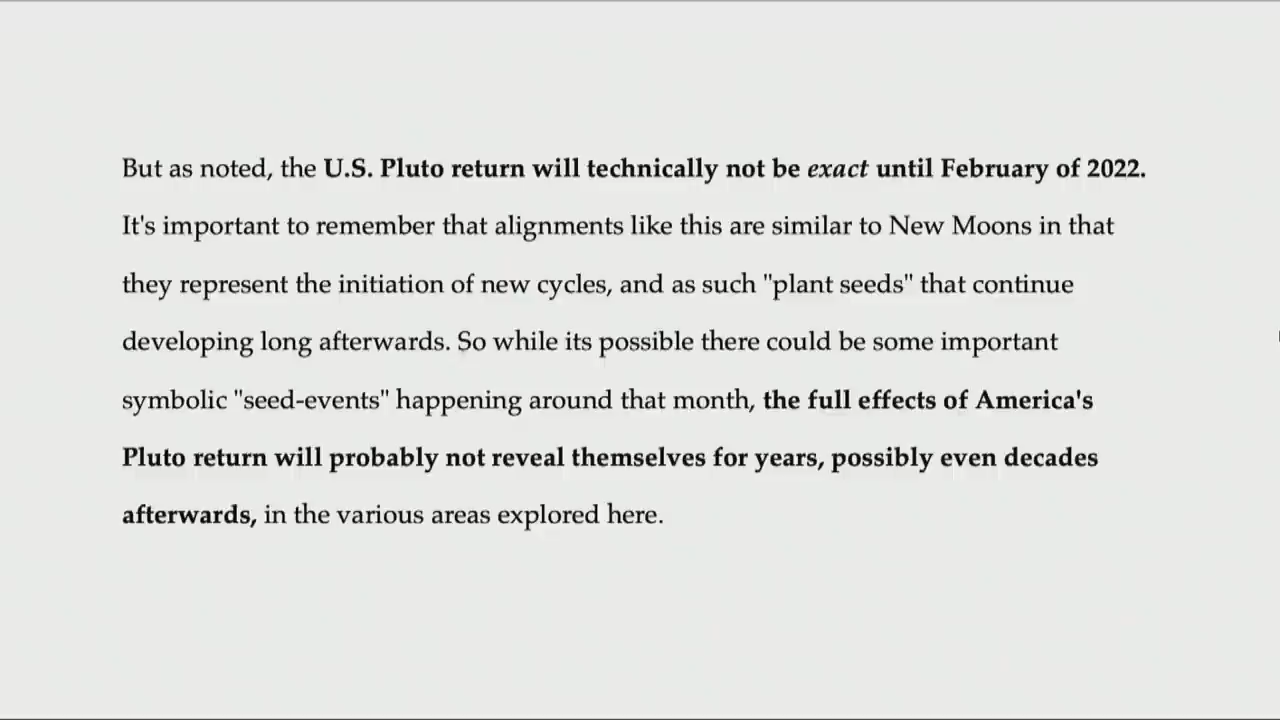 But as noted, the U.S. Pluto return will technically not be exact until February of 2022.
It's important to remember that alignments like this are similar to New Moons in that
they represent the initiation of new cycles, and as such "plant seeds" that continue
developing long afterwards. So while its possible there could be some important
symbolic "seed-events" happening around that month, the full effects of America's
Pluto return will probably not reveal themselves for years, possibly even decades
afterwards, in the various areas explored here.